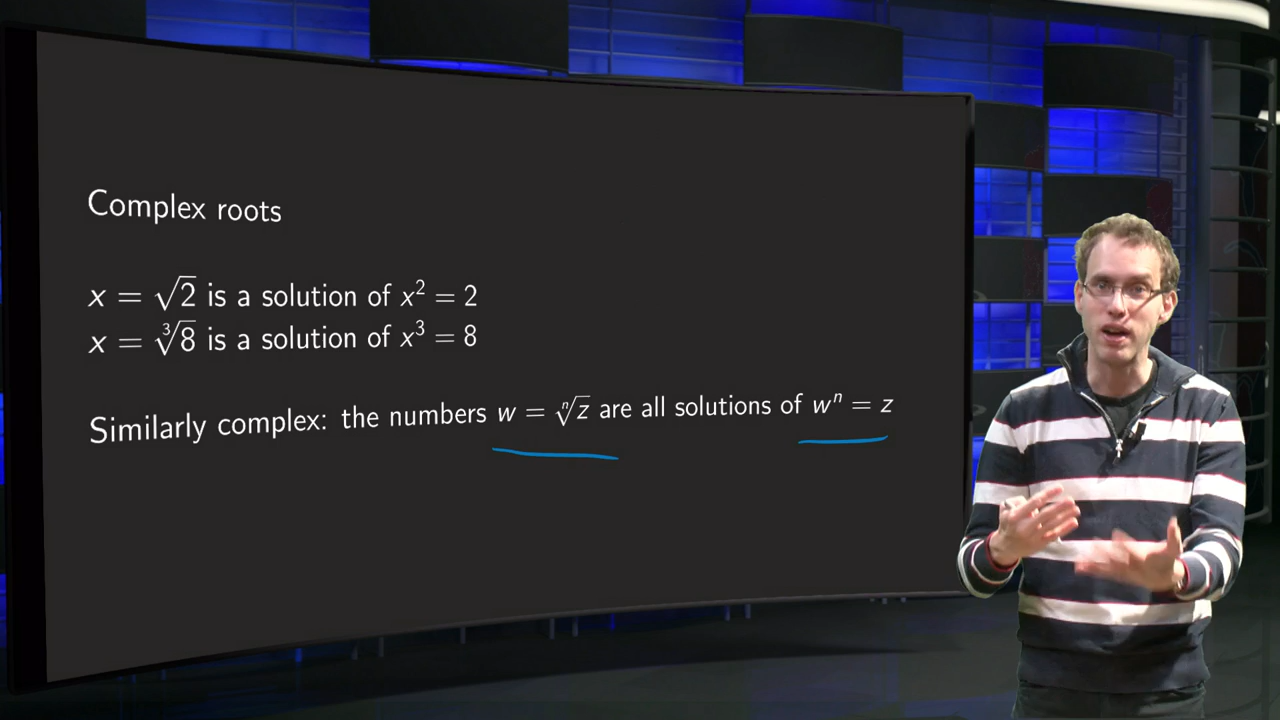 Complex roots
x = √2 is a solution of x² = 2
x = ∛8 is a solution of x³ = 8
Similarly complex: the numbers w = ⁿ√z are all solutions of wⁿ = z